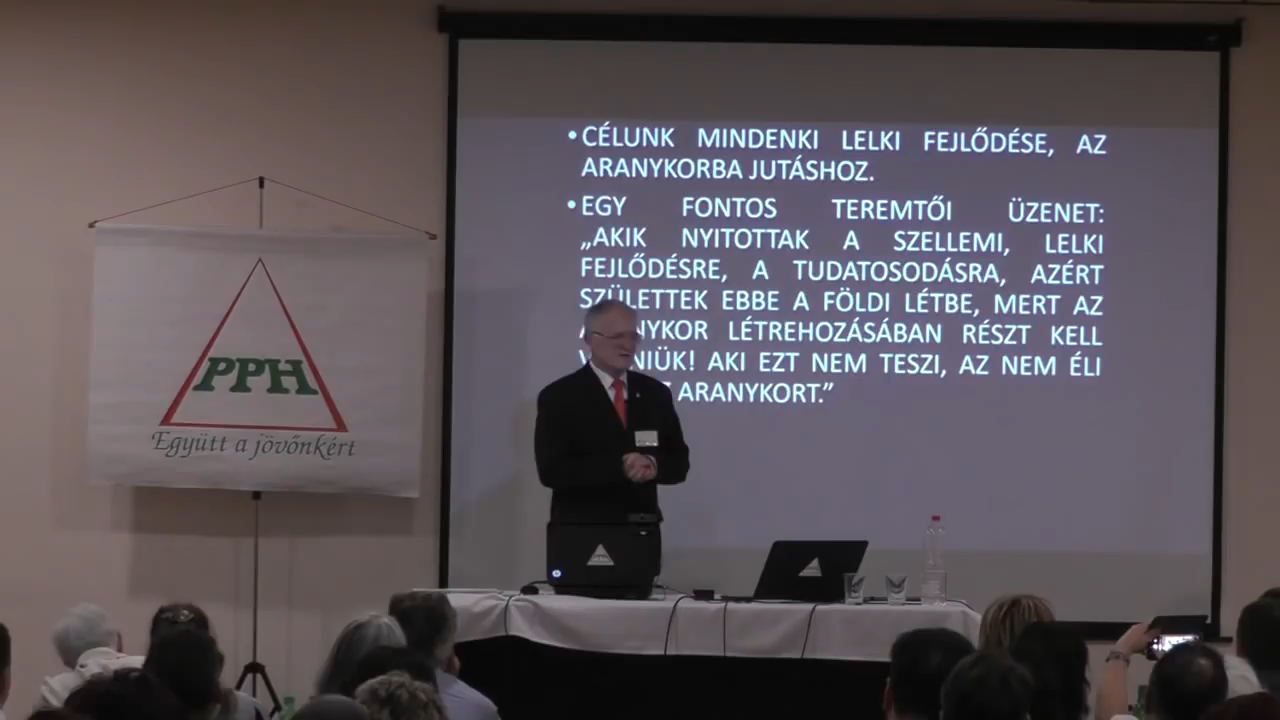 •CÉLUNK MINDENKI LELKI FEJLŐDÉSE, AZ
ARANYKORBA JUTÁSHOZ.
•EGY FONTOS TEREMTŐI ÜZENET:
„AKIK NYITOTTAK A SZELLEMI, LELKI
FEJLŐDÉSRE, A TUDATOSODÁSRA, AZÉRT
SZÜLETTEK EBBE A FÖLDI LÉTBE, MERT AZ
LÉTREHOZÁSÁBAN RÉSZT KELL
AKI EZT NEM TESZI, AZ NEM ÉLI
ARANYKORT.”
PPH
Együtt a jövőnkért
hp